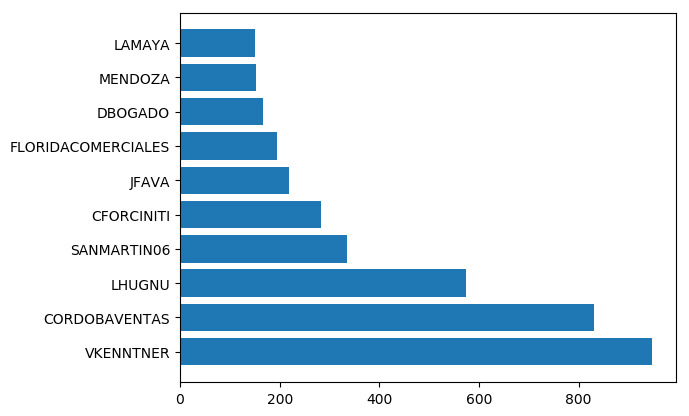 LAMAYA
MENDOZA
DBOGADO
FLORIDACOMERCIALES
JFAVA
CFORCINITI
SANMARTIN06
LHUGNU
CORDOBAVENTAS
VKENNTNER
0 200 400 600 800